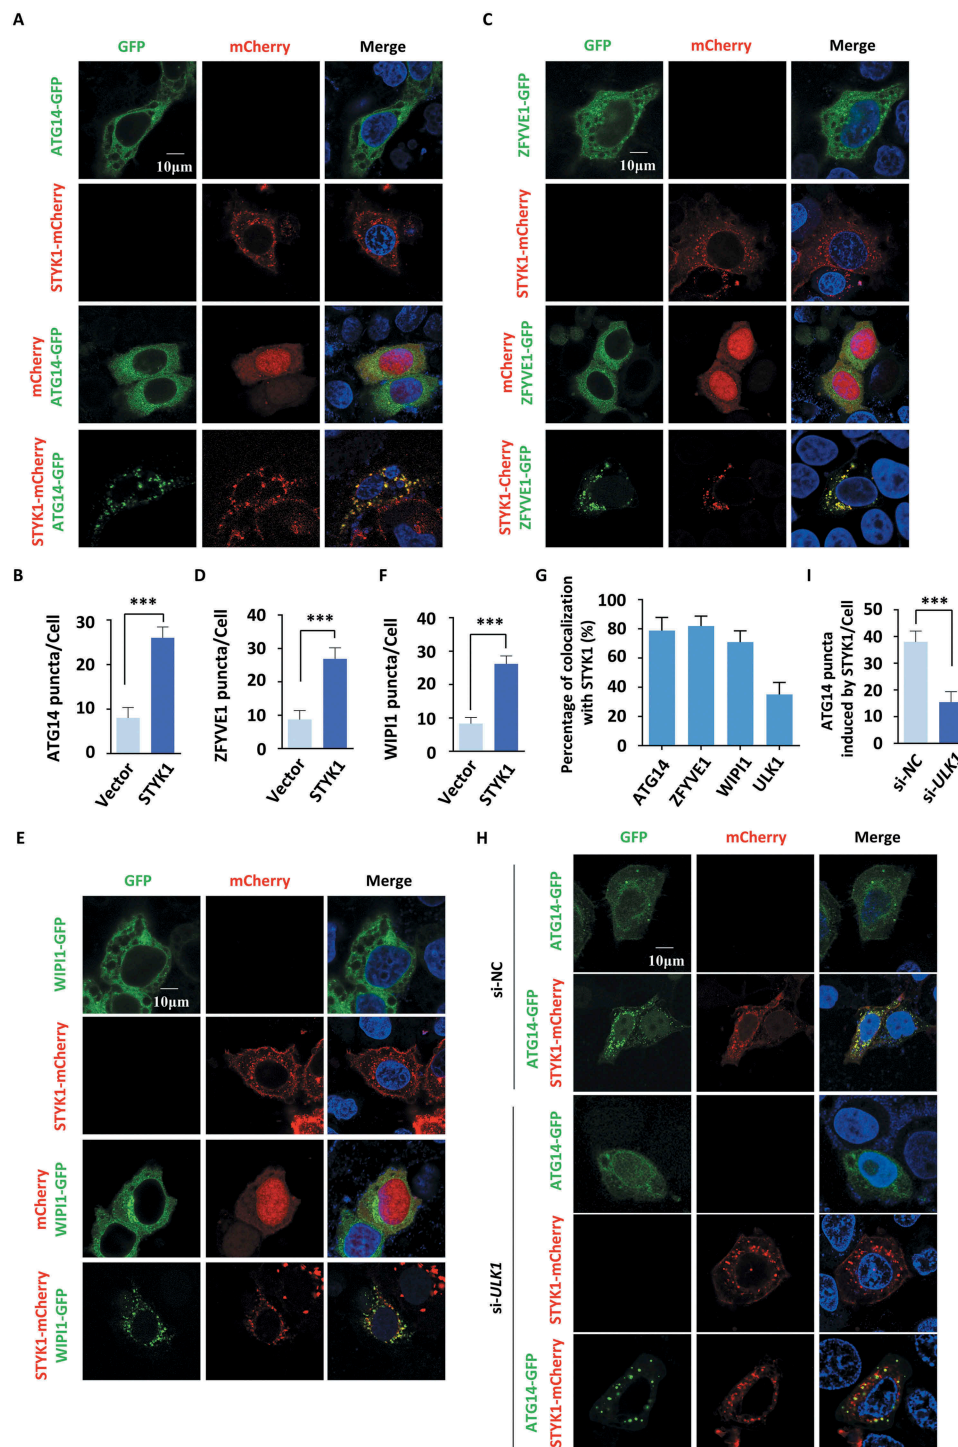 A
GFP
mCherry
Merge
ATG14-GFP
10μm
STYK1-mCherry
mCherry
ATG14-GFP
STYK1-mCherry
ATG14-GFP
C
GFP
mCherry
Merge
ZFYVE1-GFP
10μm
STYK1-mCherry
mCherry
ZFYVE1-GFP
STYK1-Cherry
ZFYVE1-GFP
B
ATG14 puncta/Cell
30
20
10
0
***
Vector
STYK1
D
ZFYVE1 puncta/Cell
40
30
20
10
0
***
Vector
STYK1
F
WIPI1 puncta/Cell
40
30
20
10
0
***
Vector
STYK1
G
Percentage of colocalization
with STYK1 (%)
100
80
60
40
20
0
ATG14
ZFYVE1
WIPI1
ULK1
I
ATG14 puncta
induced by STYK1/Cell
50
40
30
20
10
0
***
si-NC
si-ULK1
E
GFP
mCherry
Merge
WIPI1-GFP
10μm
STYK1-mCherry
mCherry
WIPI1-GFP
STYK1-mCherry
WIPI1-GFP
H
GFP
mCherry
Merge
si-NC
ATG14-GFP
10μm
ATG14-GFP
STYK1-mCherry
si-ULK1
ATG14-GFP
STYK1-mCherry
ATG14-GFP
STYK1-mCherry